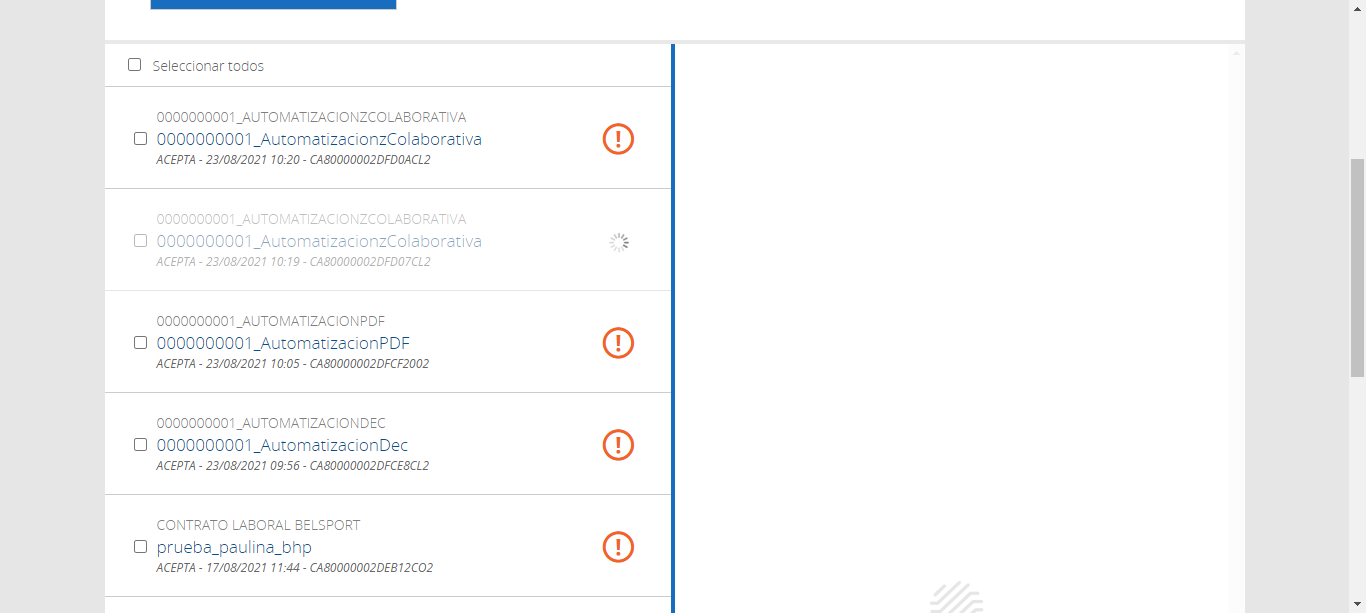 Seleccionar todos
0000000001_AUTOMATIZACIONZCOLABORATIVA
0000000001_AutomatizacionzColaborativa
ACEPTA - 23/08/2021 10:20 - CA80000002DFD0ACL2
0000000001_AUTOMATIZACIONZCOLABORATIVA
0000000001_AutomatizacionzColaborativa
ACEPTA - 23/08/2021 10:19 - CA80000002DFD07CL2
0000000001_AUTOMATIZACIONPDF
0000000001_AutomatizacionPDF
ACEPTA - 23/08/2021 10:05 - CA80000002DFCF2002
0000000001_AUTOMATIZACIONDEC
0000000001_AutomatizacionDec
ACEPTA - 23/08/2021 09:56 - CA80000002DFCE8CL2
CONTRATO LABORAL BELSPORT
prueba_paulina_bhp
ACEPTA - 17/08/2021 11:44 - CA80000002DEB12CO2